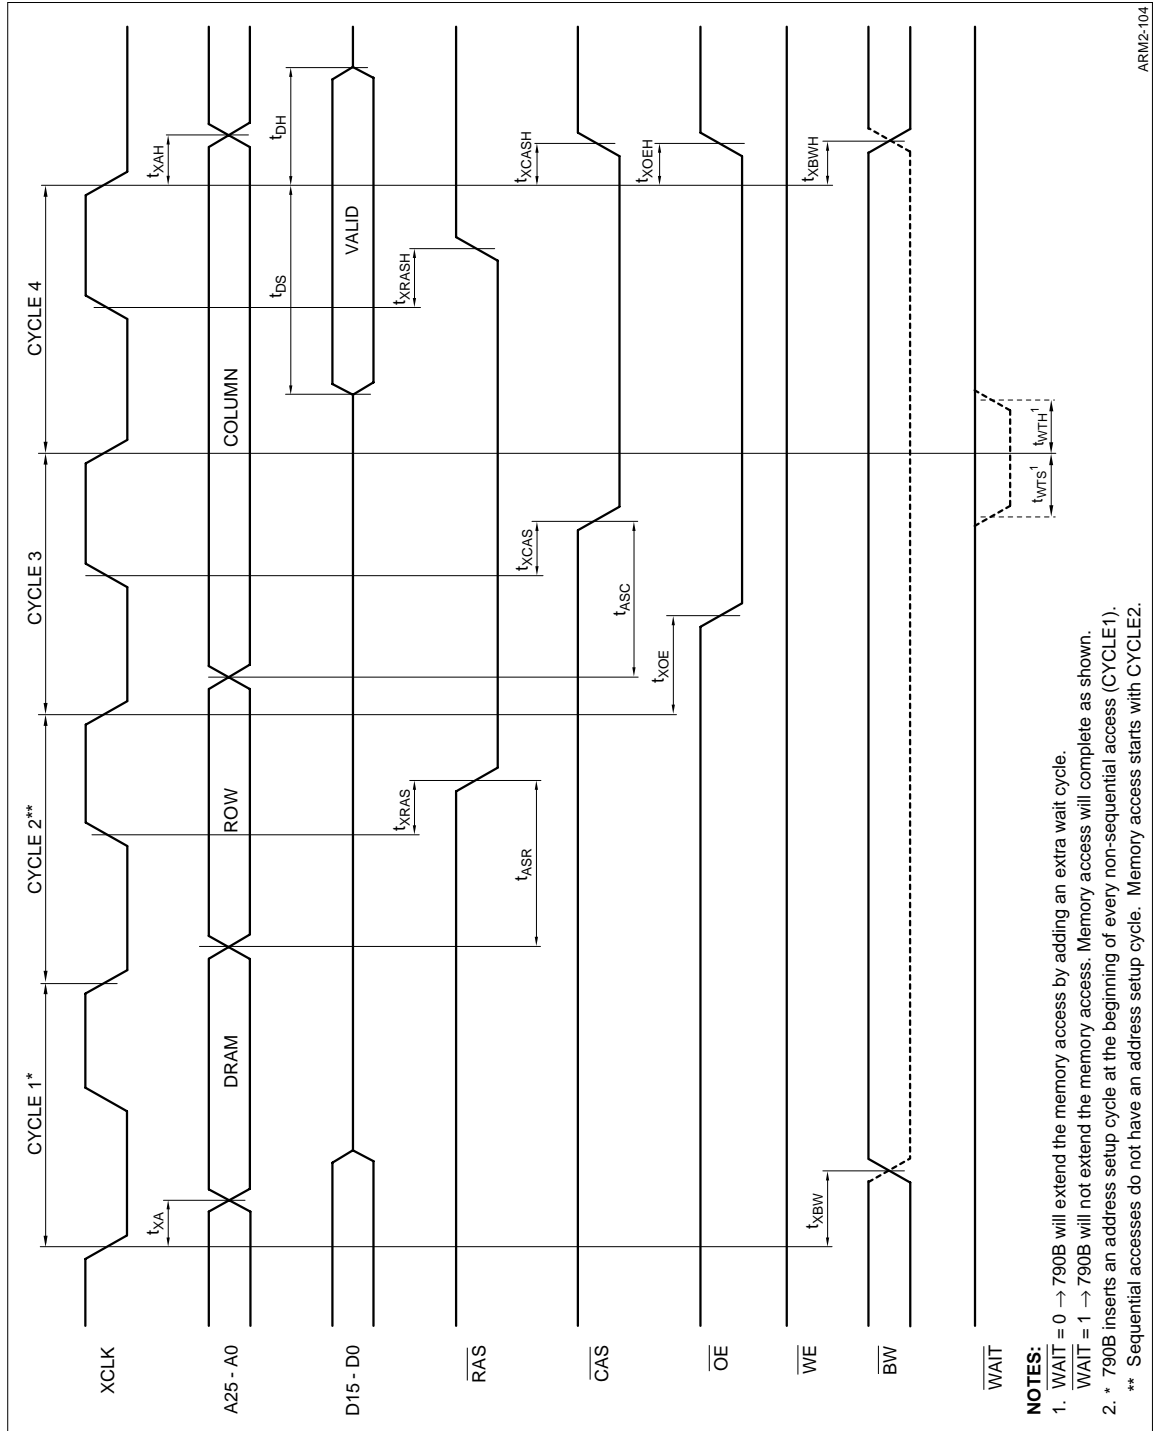 CYCLE 1*
CYCLE 2**
CYCLE 3
CYCLE 4
XCLK
tXA
tXAH
A25 - A0
DRAM
ROW
COLUMN
tDS
tDH
D15 - D0
VALID
tXRAS
tXRASH
RAS
tASR
tXCAS
tXCASH
CAS
tASC
tXOE
tXOEH
OE
WE
tXBW
tXBWH
BW
WAIT
tWTS1
tWTH1
NOTES:
1. WAIT = 0 → 790B will extend the memory access by adding an extra wait cycle.
WAIT = 1 → 790B will not extend the memory access. Memory access will complete as shown.
2. * 790B inserts an address setup cycle at the beginning of every non-sequential access (CYCLE1).
** Sequential accesses do not have an address setup cycle. Memory access starts with CYCLE2.
ARM2-104